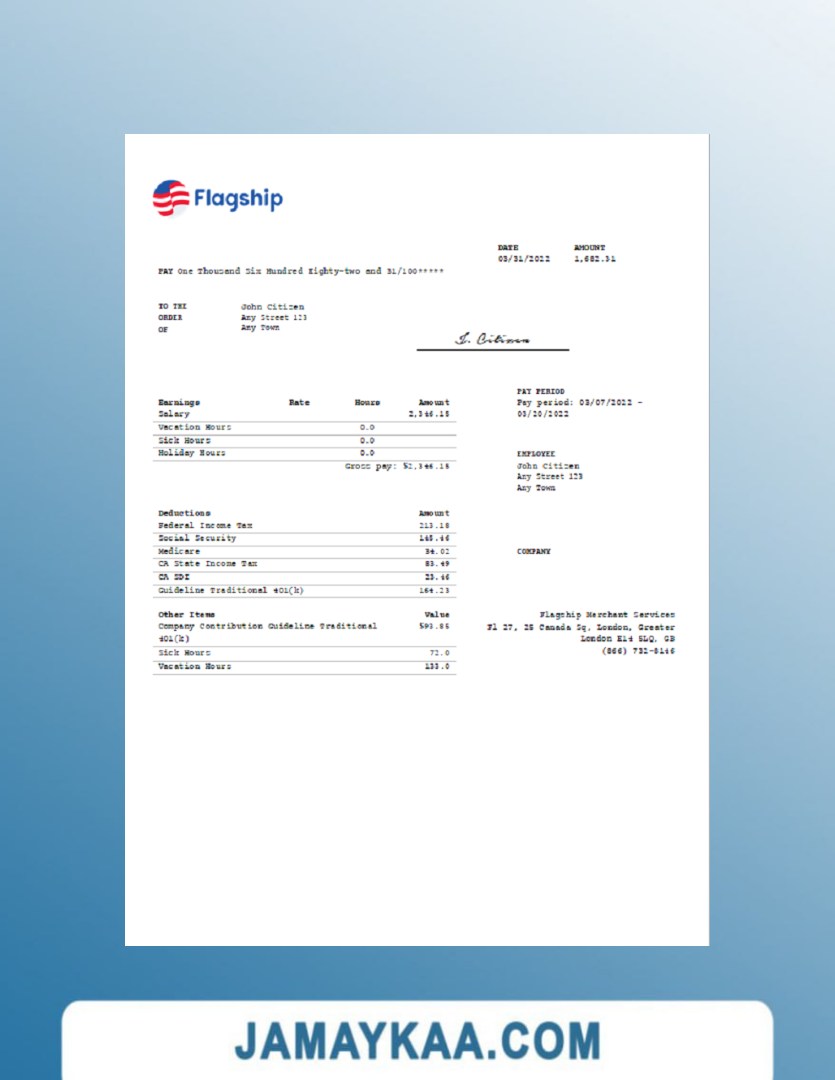 Flagship
DATE AMOUNT
03/31/2022 1,682.31
PAY One Thousand Six Hundred Eighty-two and 31/100*****
TO THE ORDER OF
John Citizen
Any Street 123
Any Town
J. Citizen
PAY PERIOD
Pay period: 03/07/2022 -
03/20/2022
Earnings Rate Hours Amount
Salary 2,346.15
Vacation Hours 0.0
Sick Hours 0.0
Holiday Hours 0.0
Gross pay: $2,346.15
EMPLOYEE
John Citizen
Any Street 123
Any Town
Deductions Amount
Federal Income Tax 213.18
Social Security 145.46
Medicare 34.02
CA State Income Tax 83.49
CA SDI 23.46
Guideline Traditional 401(k) 164.23
COMPANY
Other Items Value
Company Contribution Guideline Traditional 593.85
401(k)
Sick Hours 72.0
Vacation Hours 133.0
Flagship Merchant Services
Fl 27, 25 Canada Sq, London, Greater
London E14 5LQ, GB
(866) 732-0146
JAMAYKAA.COM